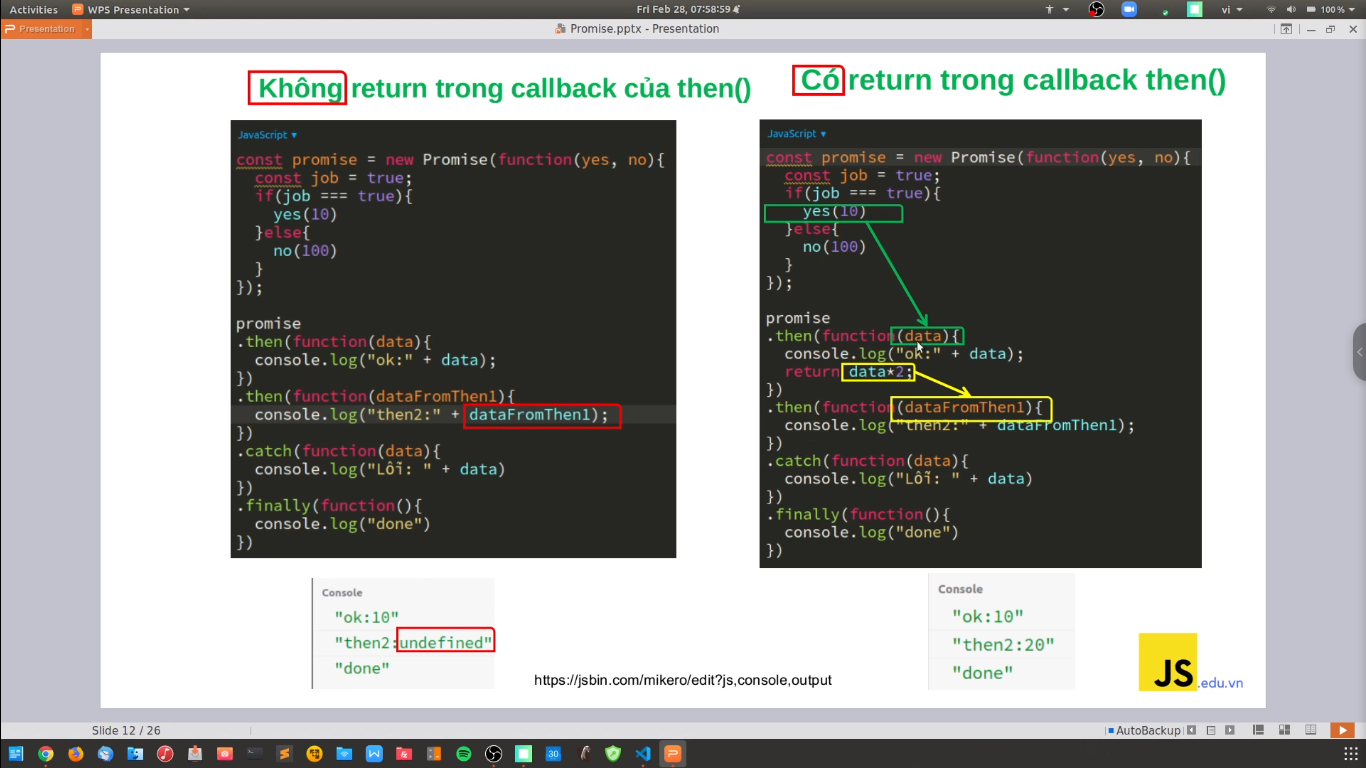 Activities
WPS Presentation
Fri Feb 28, 07:58:59
vi
100 %
Presentation
Promise.pptx - Presentation
Không return trong callback của then()
JavaScript
const promise = new Promise(function(yes, no){
const job = true;
if(job === true){
yes(10)
}else{
no(100)
}
});
promise
.then(function(data){
console.log("ok:" + data);
})
.then(function(dataFromThen1){
console.log("then2:" + dataFromThen1);
})
.catch(function(data){
console.log("Lỗi: " + data)
})
.finally(function(){
console.log("done")
})
Console
"ok:10"
"then2:undefined"
"done"
Có return trong callback then()
JavaScript
const promise = new Promise(function(yes, no){
const job = true;
if(job === true){
yes(10)
}else{
no(100)
}
});
promise
.then(function(data){
console.log("ok:" + data);
return data*2;
})
.then(function(dataFromThen1){
console.log("then2:" + dataFromThen1);
})
.catch(function(data){
console.log("Lỗi: " + data)
})
.finally(function(){
console.log("done")
})
Console
"ok:10"
"then2:20"
"done"
https://jsbin.com/mikero/edit?js,console,output
JS.edu.vn
Slide 12 / 26
AutoBackup
30